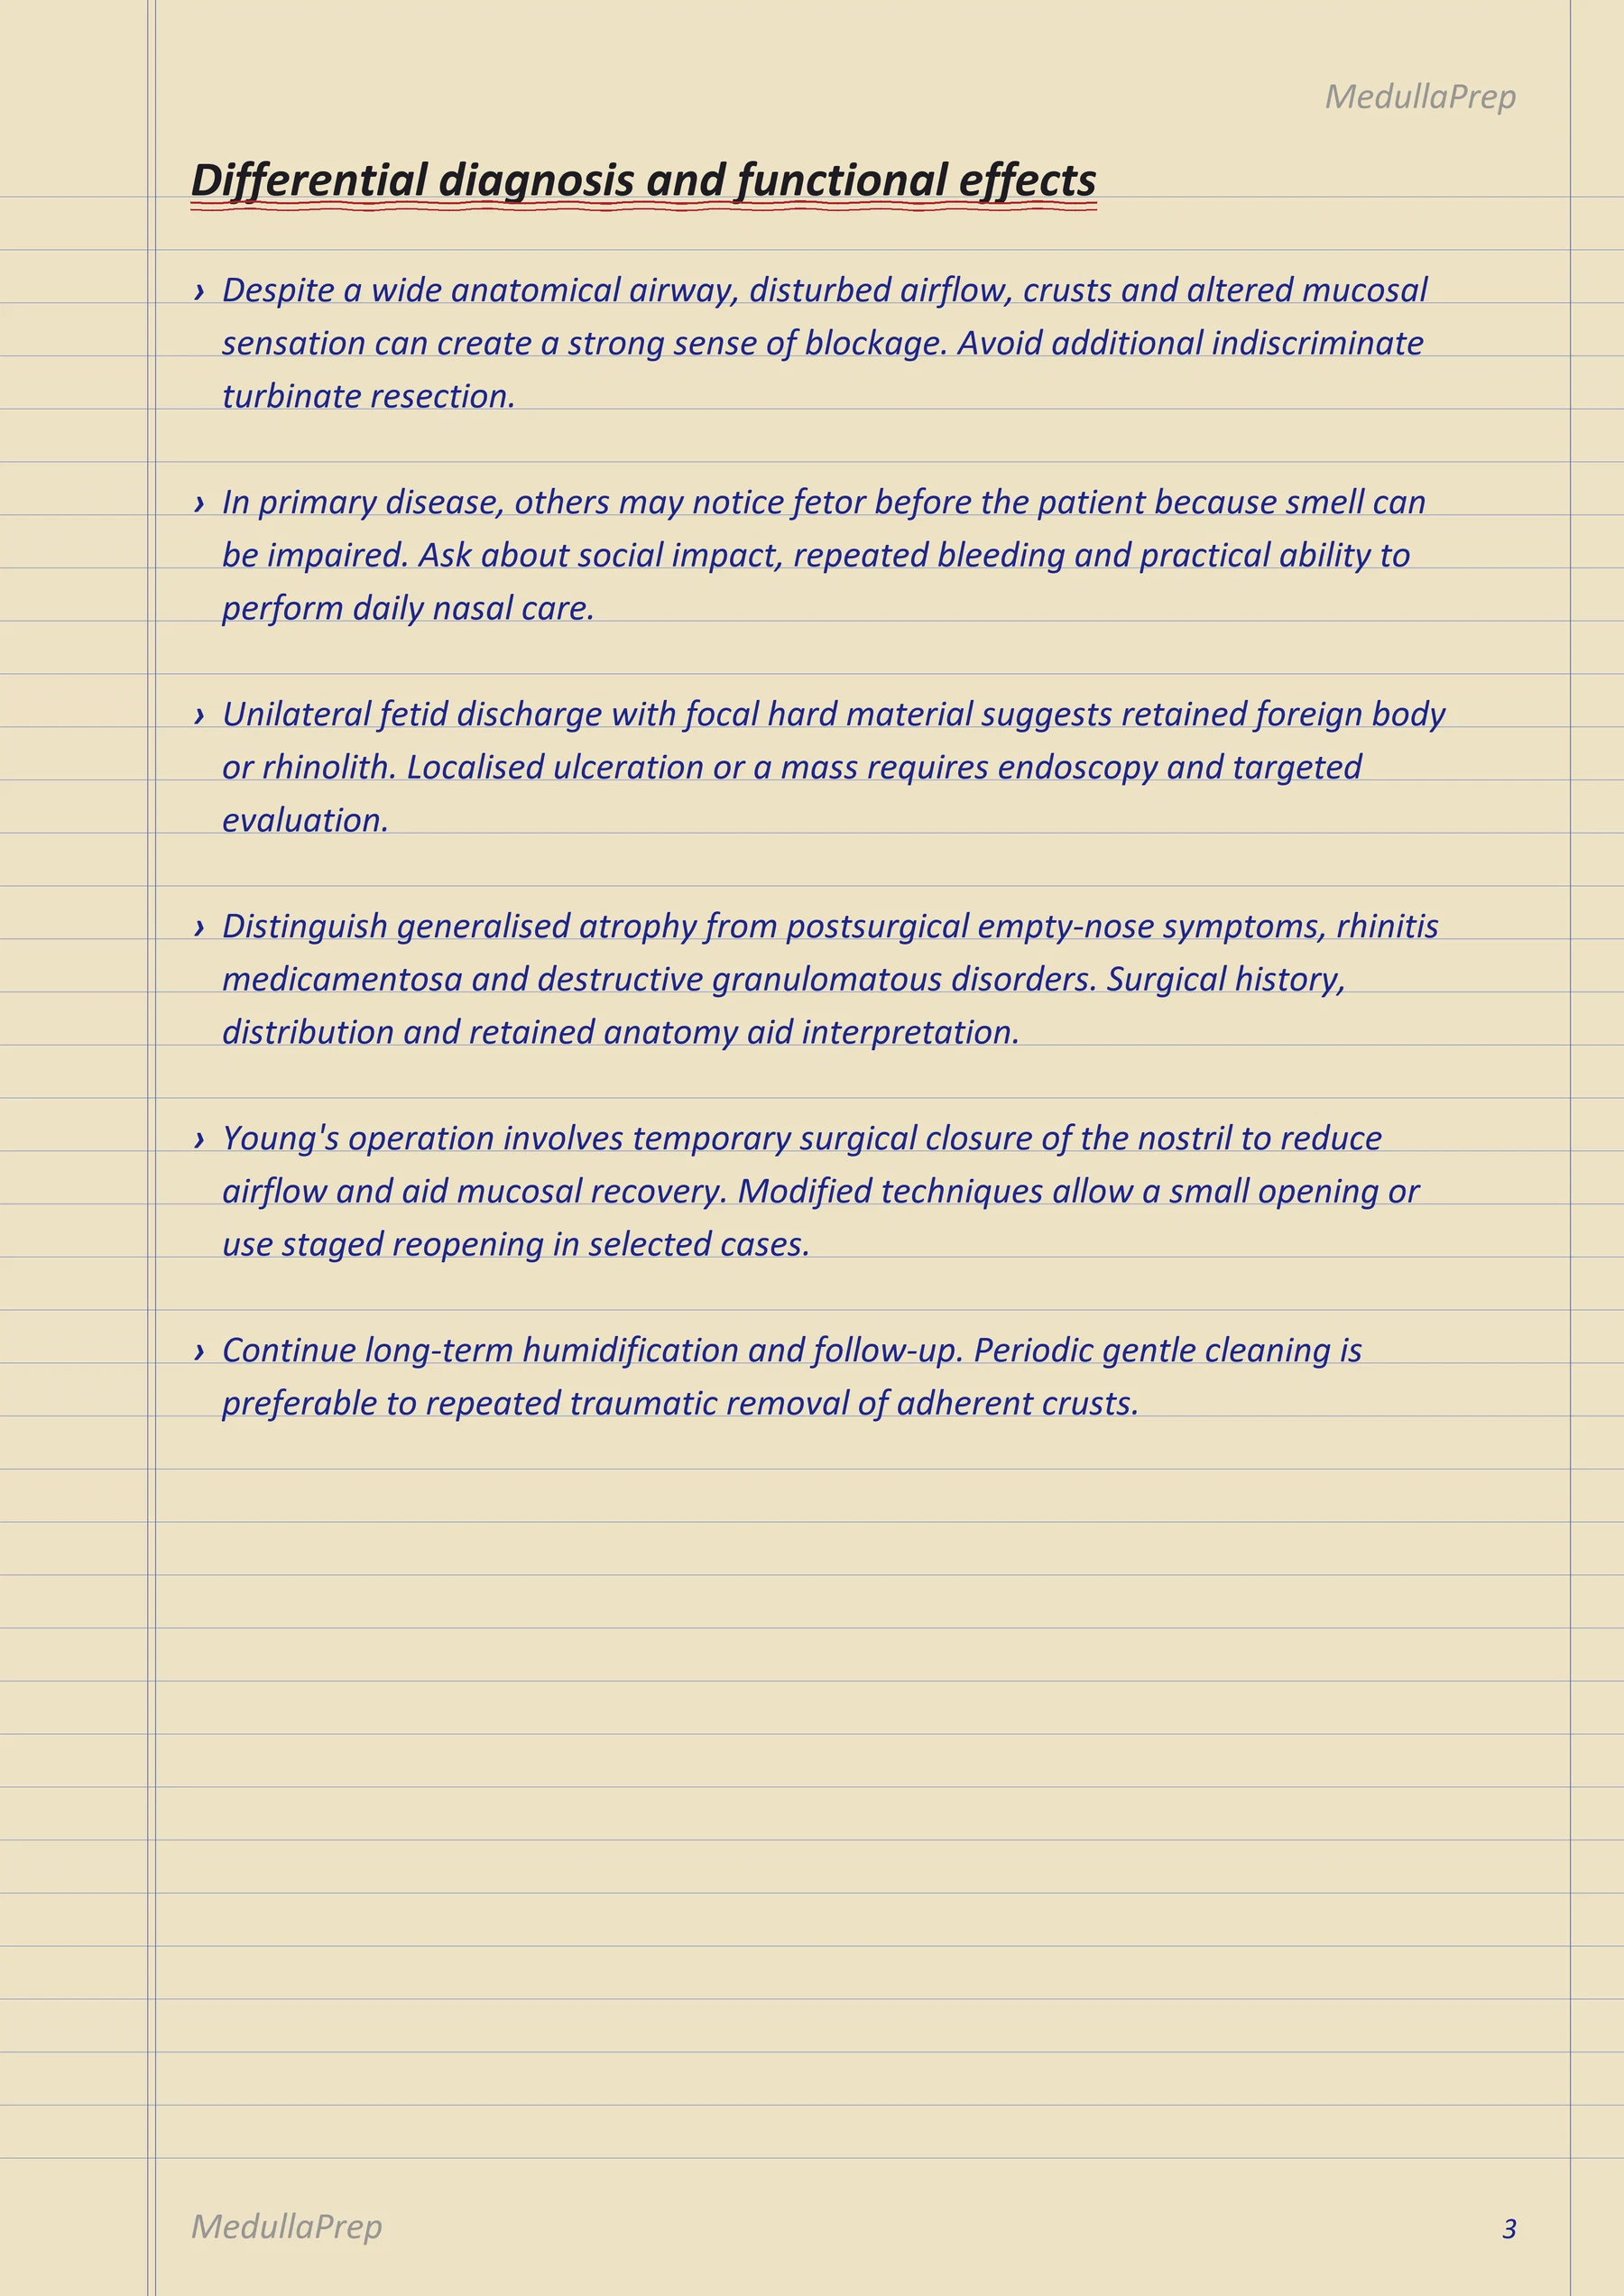 MedullaPrep
Differential diagnosis and functional effects
› Despite a wide anatomical airway, disturbed airflow, crusts and altered mucosal
sensation can create a strong sense of blockage. Avoid additional indiscriminate
turbinate resection.
› In primary disease, others may notice fetor before the patient because smell can
be impaired. Ask about social impact, repeated bleeding and practical ability to
perform daily nasal care.
› Unilateral fetid discharge with focal hard material suggests retained foreign body
or rhinolith. Localised ulceration or a mass requires endoscopy and targeted
evaluation.
› Distinguish generalised atrophy from postsurgical empty-nose symptoms, rhinitis
medicamentosa and destructive granulomatous disorders. Surgical history,
distribution and retained anatomy aid interpretation.
› Young's operation involves temporary surgical closure of the nostril to reduce
airflow and aid mucosal recovery. Modified techniques allow a small opening or
use staged reopening in selected cases.
› Continue long-term humidification and follow-up. Periodic gentle cleaning is
preferable to repeated traumatic removal of adherent crusts.
MedullaPrep
3